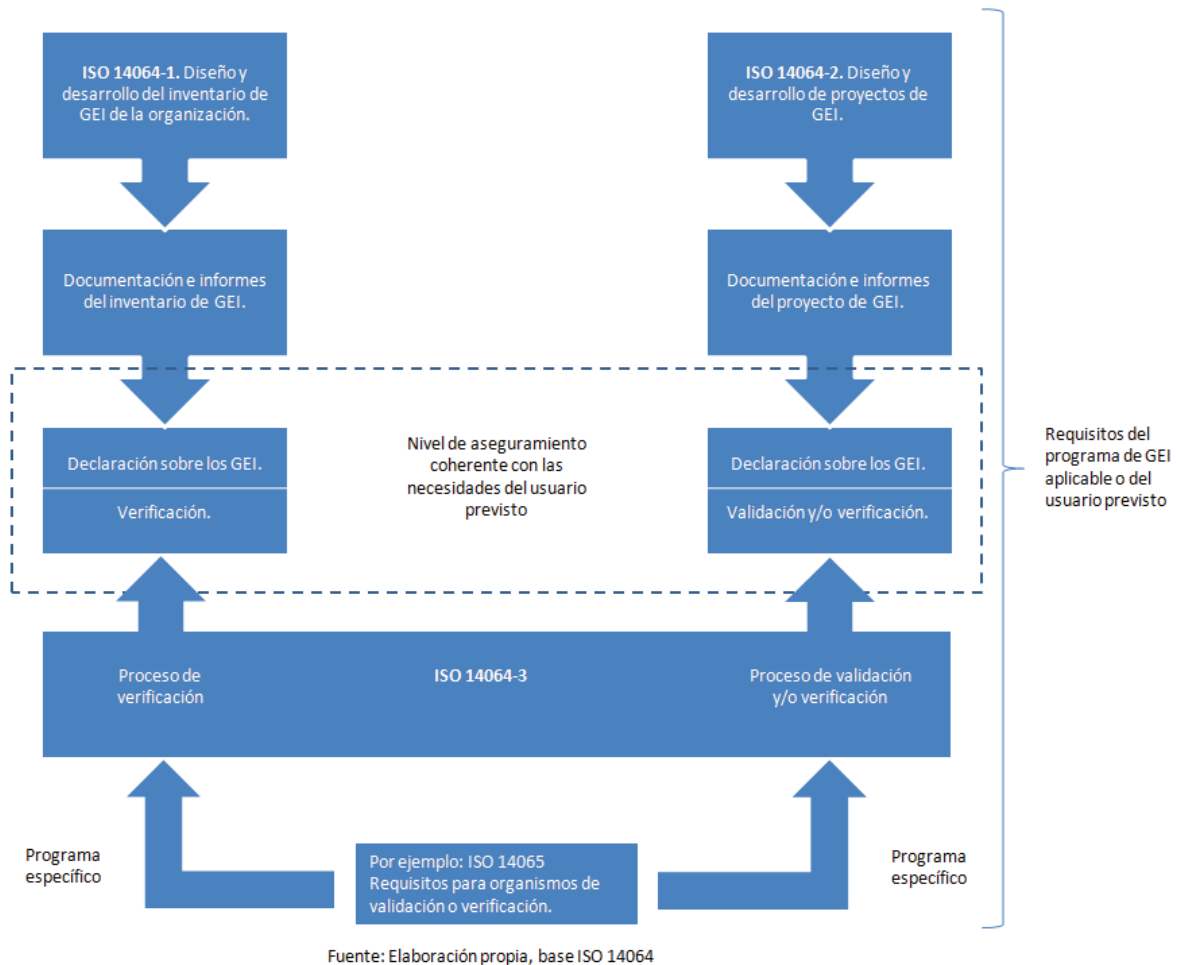 ISO 14064-1. Diseño y
desarrollo del inventario de
GEI de la organización.
ISO 14064-2. Diseño y
desarrollo de proyectos de
GEI.
Documentación e informes
del inventario de GEI.
Documentación e informes
del proyecto de GEI.
Declaración sobre los GEI.
Verificación.
Nivel de aseguramiento
coherente con las
necesidades del usuario
previsto
Declaración sobre los GEI.
Validación y/o verificación.
Requisitos del
programa de GEI
aplicable o del
usuario previsto
Proceso de
verificación
ISO 14064-3
Proceso de validación
y/o verificación
Programa
específico
Por ejemplo: ISO 14065
Requisitos para organismos de
validación o verificación.
Programa
específico
Fuente: Elaboración propia, base ISO 14064